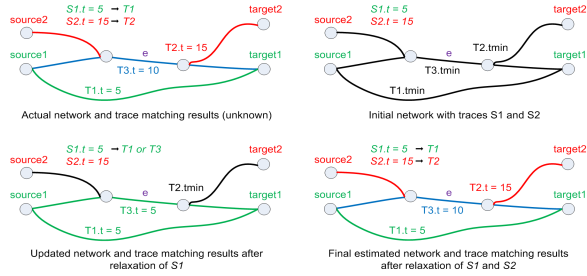 S1.t = 5 → T1
S2.t = 15 → T2
source2
target2
source1
e
T2.t = 15
target1
T3.t = 10
T1.t = 5
Actual network and trace matching results (unknown)
S1.t = 5
S2.t = 15
source2
target2
source1
e
T2.tmin
target1
T3.tmin
T1.tmin
Initial network with traces S1 and S2
S1.t = 5 → T1 or T3
S2.t = 15
source2
target2
source1
e
T2.tmin
target1
T3.t = 5
T1.t = 5
Updated network and trace matching results after
relaxation of S1
S1.t = 5 → T1
S2.t = 15 → T2
source2
target2
source1
e
T2.t = 15
target1
T3.t = 10
T1.t = 5
Final estimated network and trace matching results
after relaxation of S1 and S2